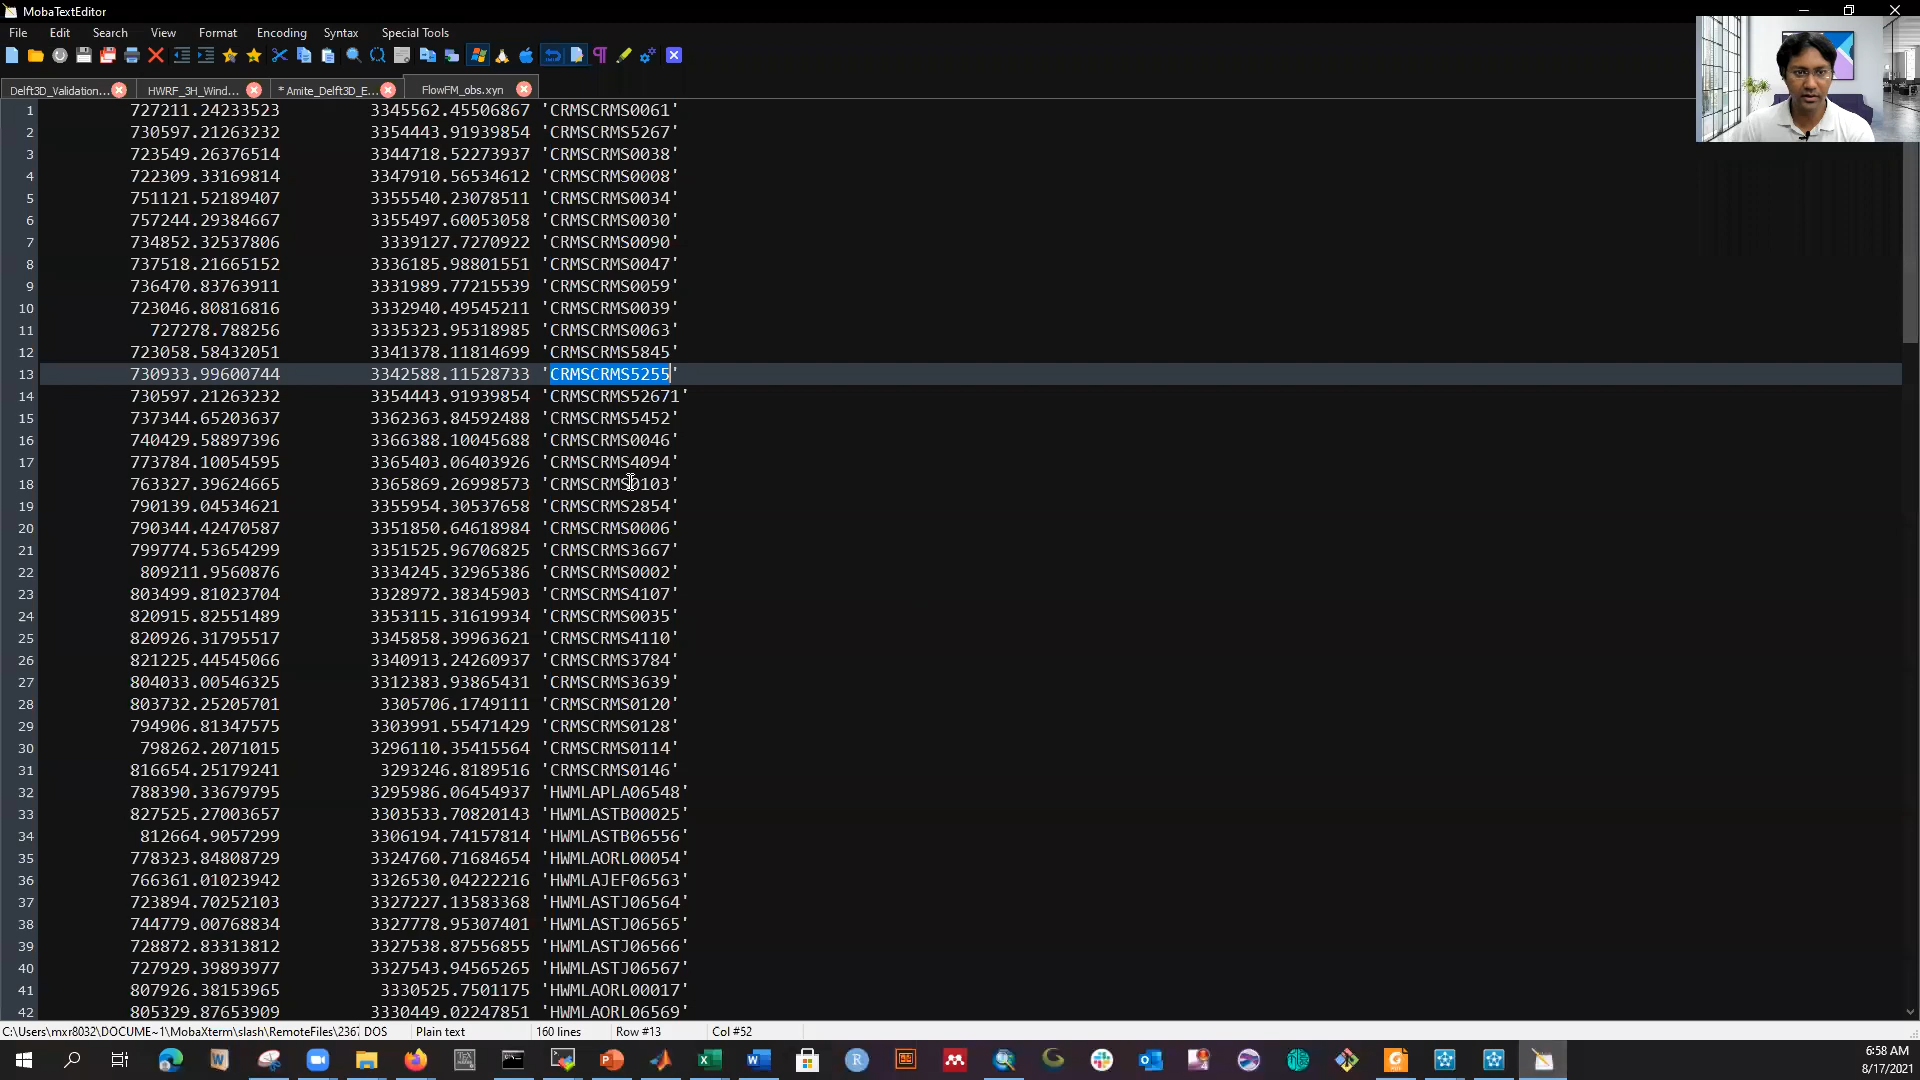 MobaTextEditor
File Edit Search View Format Encoding Syntax Special Tools
Delft3D_Validation... HWRF_3H_Wind... * Amite_Delft3D_E... FlowFM_obs.xyn
1 727211.24233523 3345562.45506867 'CRMSCRMS0061'
2 730597.21263232 3354443.91939854 'CRMSCRMS5267'
3 723549.26376514 3344718.52273937 'CRMSCRMS0038'
4 722309.33169814 3347910.56534612 'CRMSCRMS0008'
5 751121.52189407 3355540.23078511 'CRMSCRMS0034'
6 757244.29384667 3355497.60053058 'CRMSCRMS0030'
7 734852.32537806 3339127.7270922 'CRMSCRMS0090'
8 737518.21665152 3336185.98801551 'CRMSCRMS0047'
9 736470.83763911 3331989.77215539 'CRMSCRMS0059'
10 723046.80816816 3332940.49545211 'CRMSCRMS0039'
11 727278.788256 3335323.95318985 'CRMSCRMS0063'
12 723058.58432051 3341378.11814699 'CRMSCRMS5845'
13 730933.99600744 3342588.11528733 'CRMSCRMS5255'
14 730597.21263232 3354443.91939854 'CRMSCRMS52671'
15 737344.65203637 3362363.84592488 'CRMSCRMS5452'
16 740429.58897396 3366388.10045688 'CRMSCRMS0046'
17 773784.10054595 3365403.06403926 'CRMSCRMS4094'
18 763327.39624665 3365869.26998573 'CRMSCRMS0103'
19 790139.04534621 3355954.30537658 'CRMSCRMS2854'
20 790344.42470587 3351850.64618984 'CRMSCRMS0006'
21 799774.53654299 3351525.96706825 'CRMSCRMS3667'
22 809211.9560876 3334245.32965386 'CRMSCRMS0002'
23 803499.81023704 3328972.38345903 'CRMSCRMS4107'
24 820915.82551489 3353115.31619934 'CRMSCRMS0035'
25 820926.31795517 3345858.39963621 'CRMSCRMS4110'
26 821225.44545066 3340913.24260937 'CRMSCRMS3784'
27 804033.00546325 3312383.93865431 'CRMSCRMS3639'
28 803732.25205701 3305706.1749111 'CRMSCRMS0120'
29 794906.81347575 3303991.55471429 'CRMSCRMS0128'
30 798262.2071015 3296110.35415564 'CRMSCRMS0114'
31 816654.25179241 3293246.8189516 'CRMSCRMS0146'
32 788390.33679795 3295986.06454937 'HWMLAPLA06548'
33 827525.27003657 3303533.70820143 'HWMLASTB00025'
34 812664.9057299 3306194.74157814 'HWMLASTB06556'
35 778323.84808729 3324760.71684654 'HWMLAORL00054'
36 766361.01023942 3326530.04222216 'HWMLAJEF06563'
37 723894.70252103 3327227.13583368 'HWMLASTJ06564'
38 744779.00768834 3327778.95307401 'HWMLASTJ06565'
39 728872.83313812 3327538.87556855 'HWMLASTJ06566'
40 727929.39893977 3327543.94565265 'HWMLASTJ06567'
41 807926.38153965 3330525.7501175 'HWMLAORL00017'
42 805329.87653909 3330449.02247851 'HWMLAORL06569'
C:\Users\mxr8032\DOCUME~1\MobaXterm\slash\RemoteFiles\2367 DOS Plain text 160 lines Row #13 Col #52
6:58 AM
8/17/2021